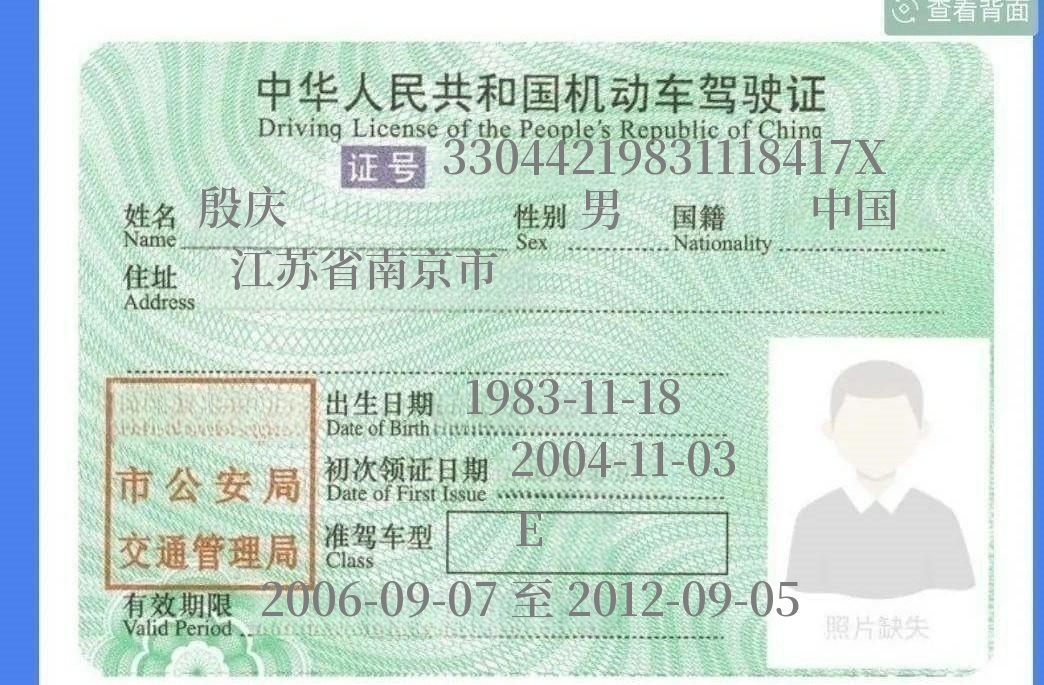 查看背面
中华人民共和国机动车驾驶证
Driving License of the People's Republic of China
证号 33044219831118417X
姓名 殷庆 性别 男 国籍 中国
Name Sex Nationality
住址 江苏省南京市
Address
出生日期 1983-11-18
Date of Birth
初次领证日期 2004-11-03
Date of First Issue
市公安局
交通管理局
准驾车型 E
Class
有效期限 2006-09-07 至 2012-09-05
Valid Period
照片缺失